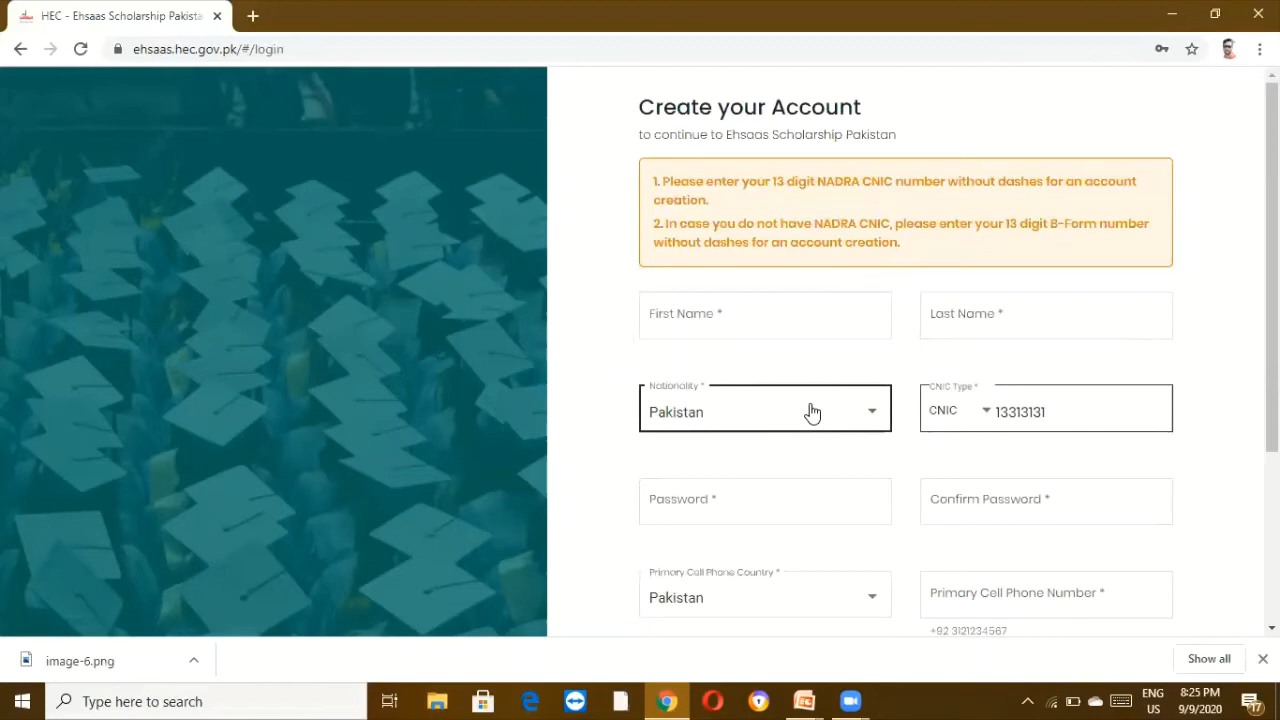 HEC - Ehsaas Scholarship Pakista
ehsaas.hec.gov.pk/#/login
Create your Account
to continue to Ehsaas Scholarship Pakistan
1. Please enter your 13 digit NADRA CNIC number without dashes for an account
creation.
2. In case you do not have NADRA CNIC, please enter your 13 digit B-Form number
without dashes for an account creation.
First Name *
Last Name *
Nationality *
CNIC Type *
Pakistan
CNIC
13313131
Password *
Confirm Password *
Primary Cell Phone Country *
Pakistan
Primary Cell Phone Number *
+92 3121234567
image-6.png
Show all
Type here to search
ENG
US
8:25 PM
9/9/2020
17